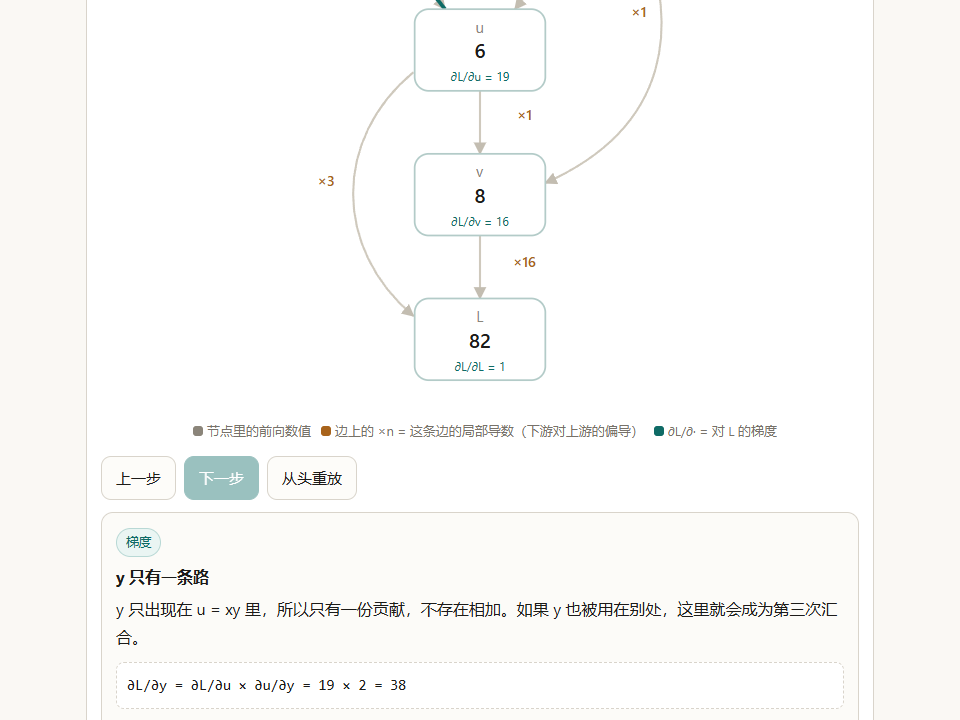 ×1
u
6
∂L/∂u = 19
×1
×3
v
8
∂L/∂v = 16
×16
L
82
∂L/∂L = 1
节点里的前向数值 边上的 ×n = 这条边的局部导数（下游对上游的偏导） ∂L/∂· = 对 L 的梯度
上一步 下一步 从头重放
梯度
y 只有一条路
y 只出现在 u = xy 里，所以只有一份贡献，不存在相加。如果 y 也被用在别处，这里就会成为第三次汇
合。
∂L/∂y = ∂L/∂u × ∂u/∂y = 19 × 2 = 38